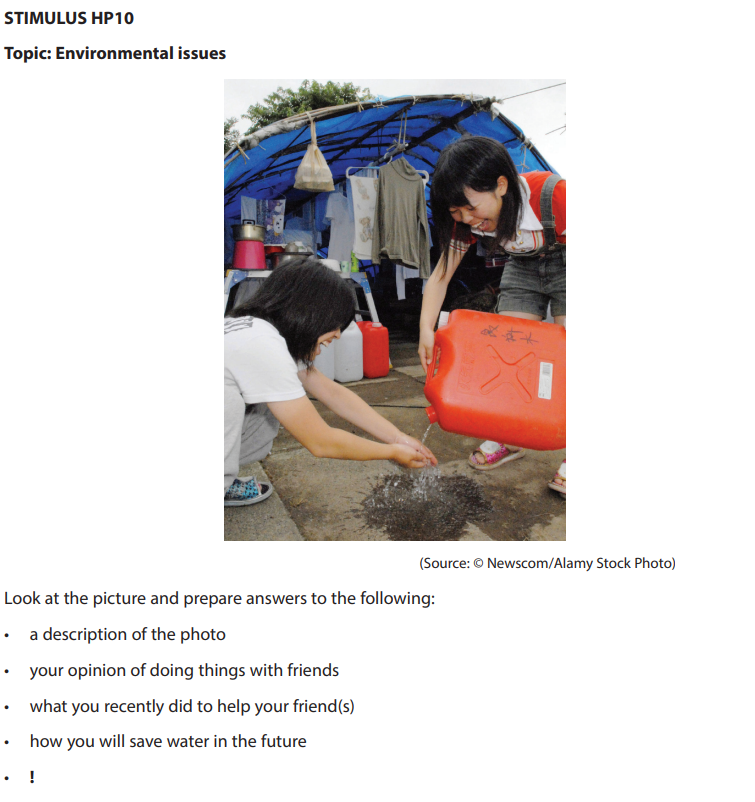 STIMULUS HP10
Topic: Environmental issues
(Source: © Newscom/Alamy Stock Photo)
Look at the picture and prepare answers to the following:
• a description of the photo
• your opinion of doing things with friends
• what you recently did to help your friend(s)
• how you will save water in the future
• !